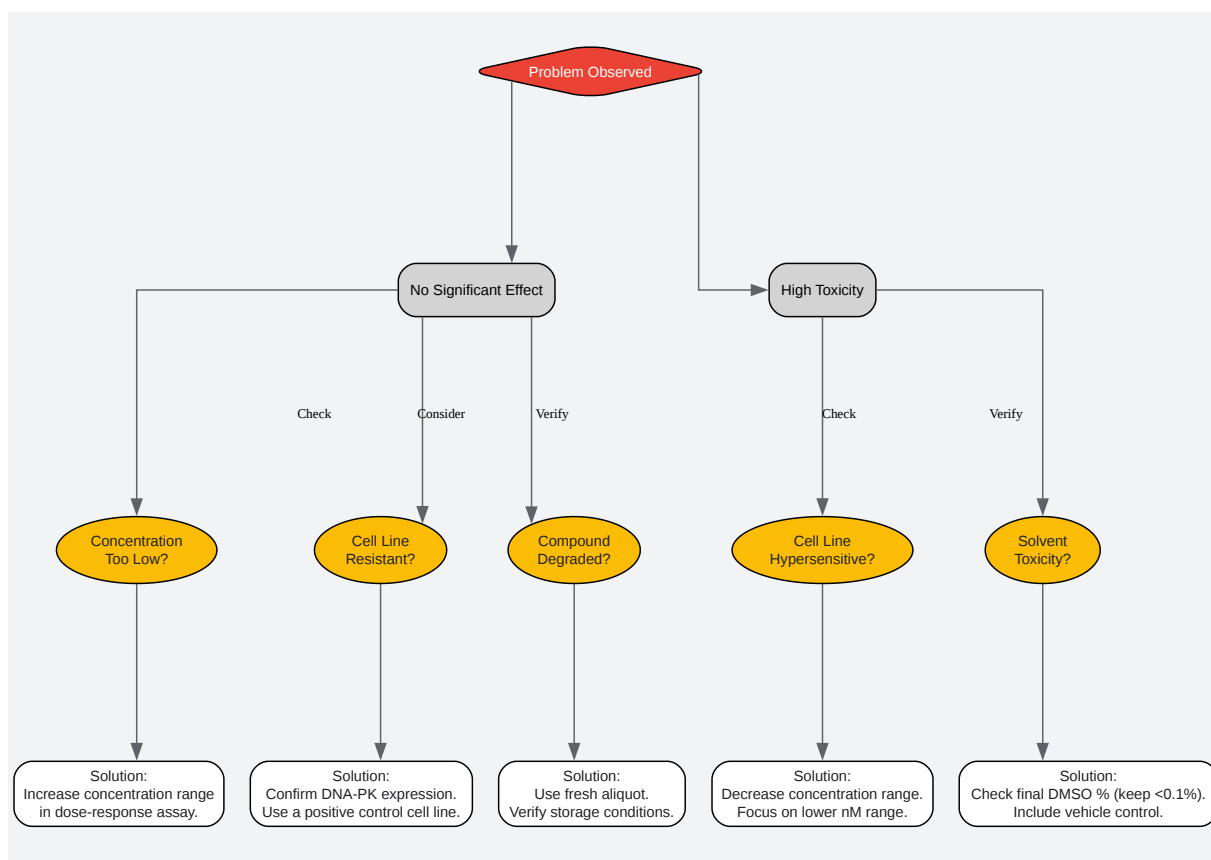 Problem Observed
No Significant Effect
High Toxicity
Check
Consider
Verify
Check
Verify
Concentration
Too Low?
Cell Line
Resistant?
Compound
Degraded?
Cell Line
Hypersensitive?
Solvent
Toxicity?
Solution:
Increase concentration range
in dose-response assay.
Solution:
Confirm DNA-PK expression.
Use a positive control cell line.
Solution:
Use fresh aliquot.
Verify storage conditions.
Solution:
Decrease concentration range.
Focus on lower nM range.
Solution:
Check final DMSO % (keep <0.1%).
Include vehicle control.